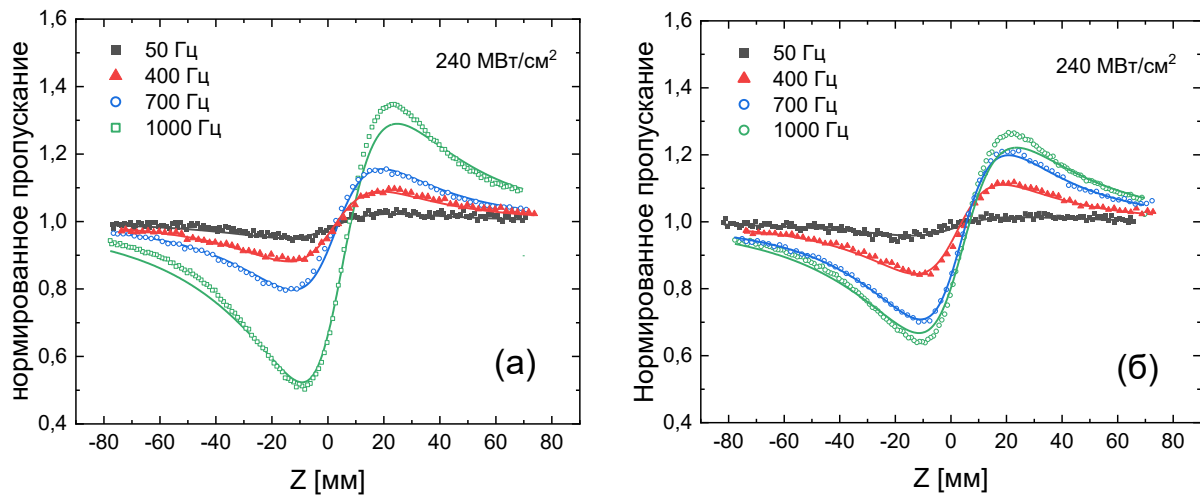 (а)
1,6
1,4
1,2
1,0
0,8
0,6
0,4
нормированное пропускание
50 Гц
400 Гц
700 Гц
1000 Гц
240 МВт/см²
(а)
-80 -60 -40 -20 0 20 40 60 80
Z [мм]
1,6
1,4
1,2
1,0
0,8
0,6
0,4
Нормированное пропускание
50 Гц
400 Гц
700 Гц
1000 Гц
240 МВт/см²
(б)
-80 -60 -40 -20 0 20 40 60 80
Z [мм]